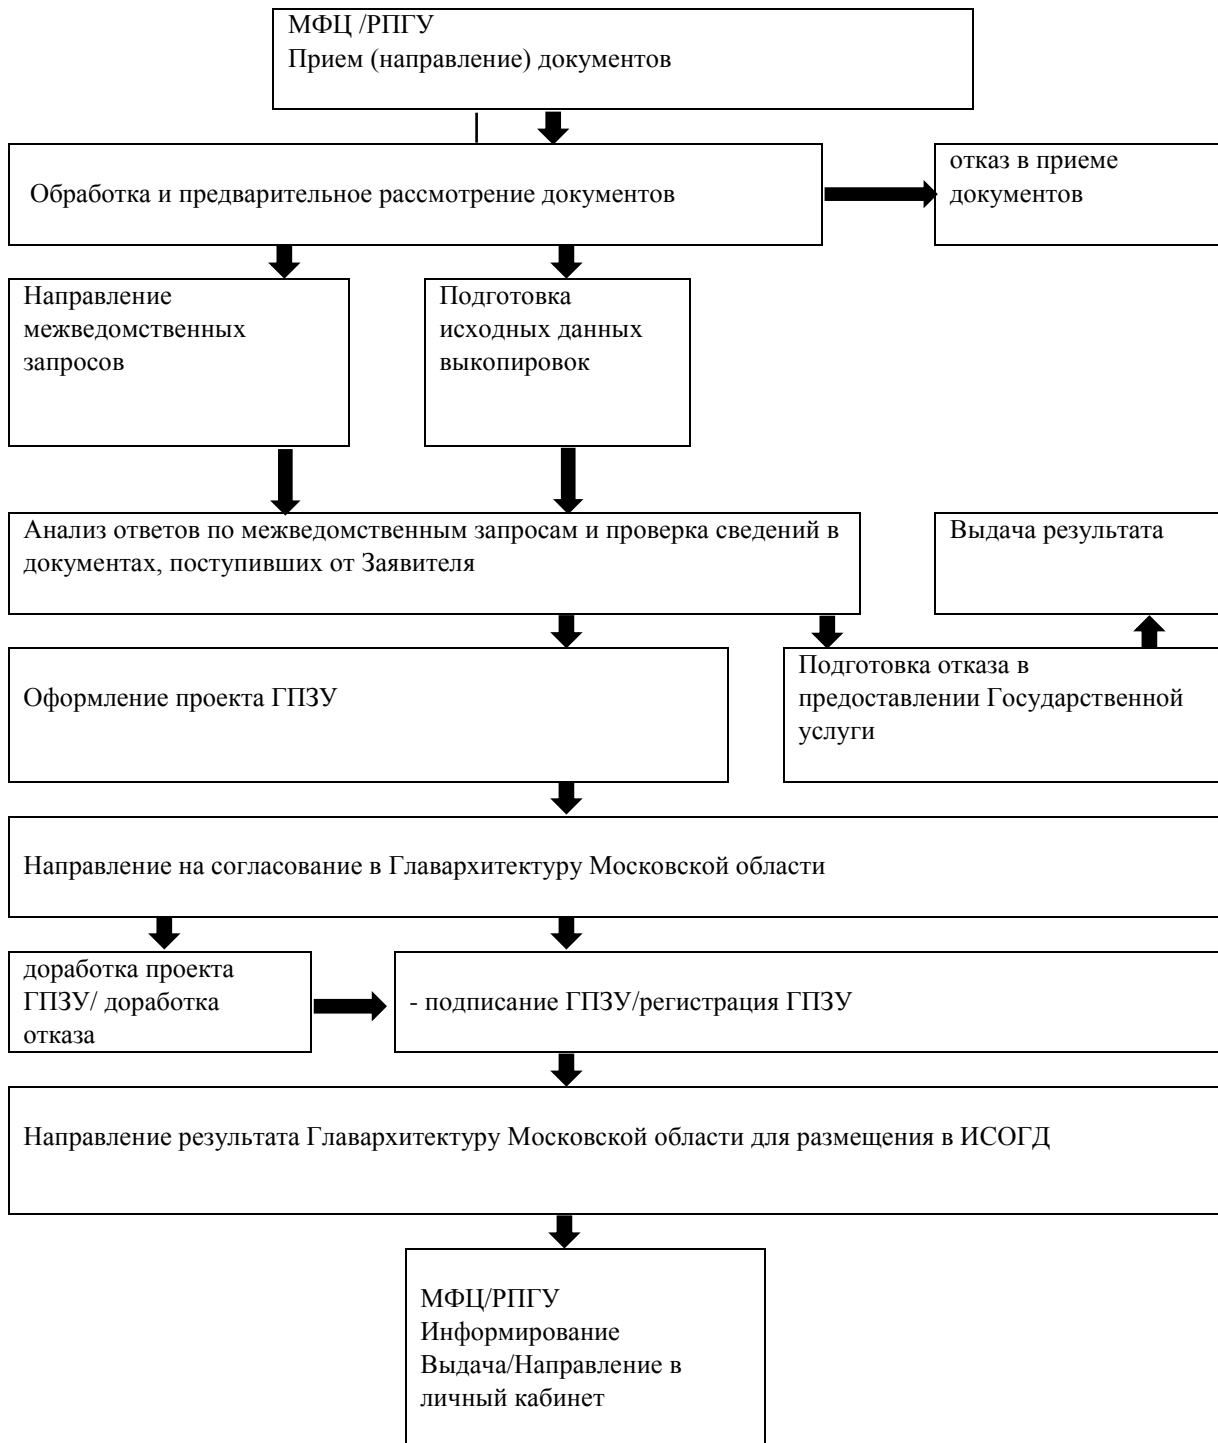 МФЦ /РПГУ
Прием (направление) документов
Обработка и предварительное рассмотрение документов
отказ в приеме
документов
Направление
межведомственных
запросов
Подготовка
исходных данных
выкопировок
Анализ ответов по межведомственным запросам и проверка сведений в
документах, поступивших от Заявителя
Выдача результата
Оформление проекта ГПЗУ
Подготовка отказа в
предоставлении Государственной
услуги
Направление на согласование в Главархитектуру Московской области
доработка проекта
ГПЗУ/ доработка
отказа
- подписание ГПЗУ/регистрация ГПЗУ
Направление результата Главархитектуру Московской области для размещения в ИСОГД
МФЦ/РПГУ
Информирование
Выдача/Направление в
личный кабинет